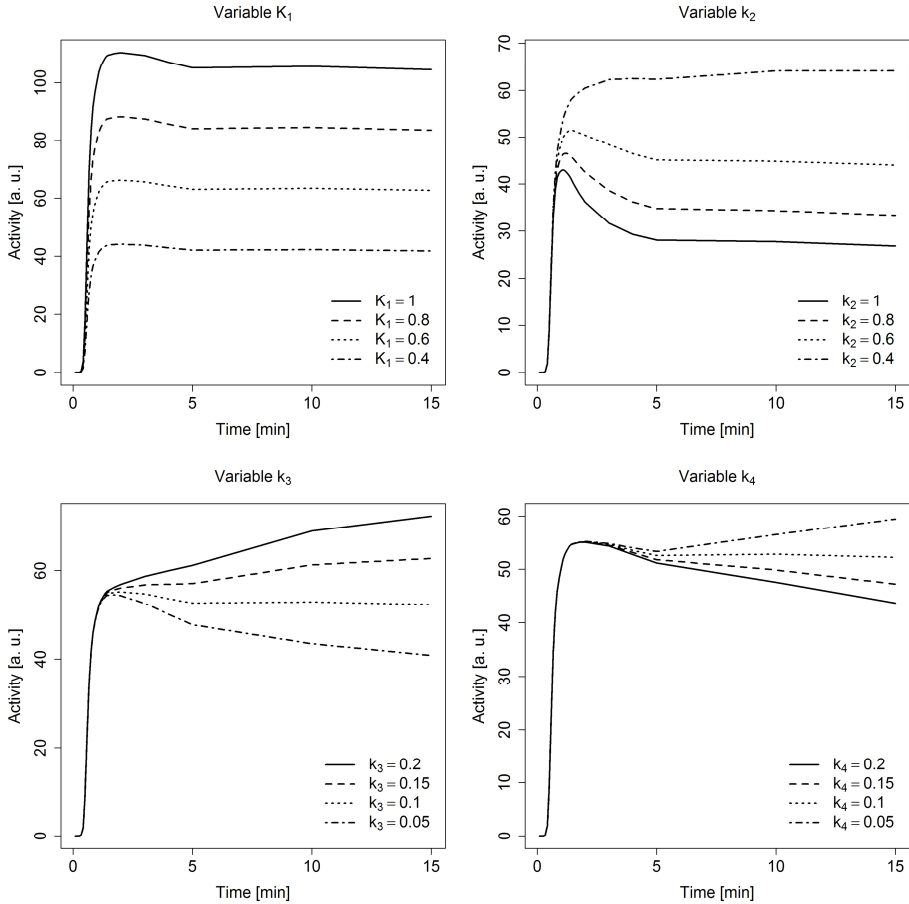 Variable K₁
Activity [a. u.]
0 20 40 60 80 100
0 5 10 15
Time [min]
K₁ = 1
K₁ = 0.8
K₁ = 0.6
K₁ = 0.4
Variable k₂
Activity [a. u.]
0 10 20 30 40 50 60 70
0 5 10 15
Time [min]
k₂ = 1
k₂ = 0.8
k₂ = 0.6
k₂ = 0.4
Variable k₃
Activity [a. u.]
0 20 40 60
0 5 10 15
Time [min]
k₃ = 0.2
k₃ = 0.15
k₃ = 0.1
k₃ = 0.05
Variable k₄
Activity [a. u.]
0 10 20 30 40 50 60
0 5 10 15
Time [min]
k₄ = 0.2
k₄ = 0.15
k₄ = 0.1
k₄ = 0.05